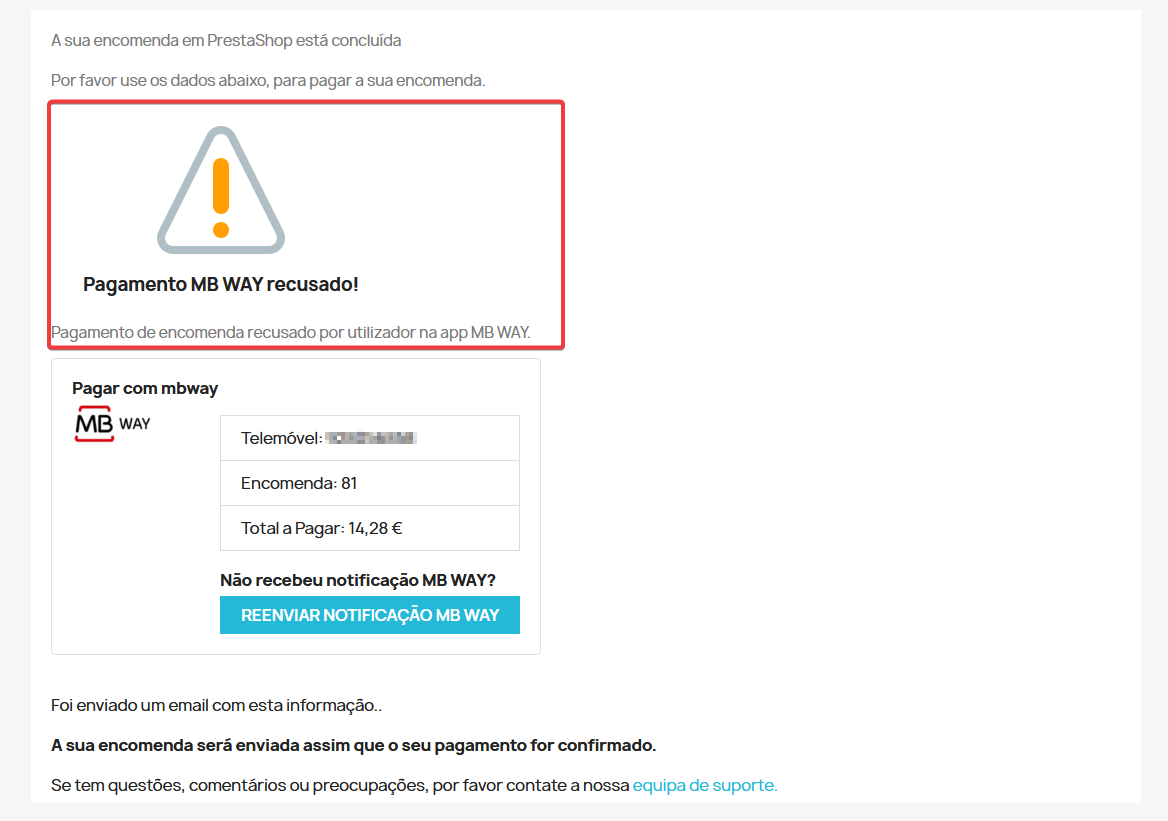 A sua encomenda em PrestaShop está concluída
Por favor use os dados abaixo, para pagar a sua encomenda.
Pagamento MB WAY recusado!
Pagamento de encomenda recusado por utilizador na app MB WAY.
Pagar com mbway
MB WAY
Telemóvel:
Encomenda: 81
Total a Pagar: 14,28 €
Não recebeu notificação MB WAY?
REENVIAR NOTIFICAÇÃO MB WAY
Foi enviado um email com esta informação..
A sua encomenda será enviada assim que o seu pagamento for confirmado.
Se tem questões, comentários ou preocupações, por favor contate a nossa equipa de suporte.